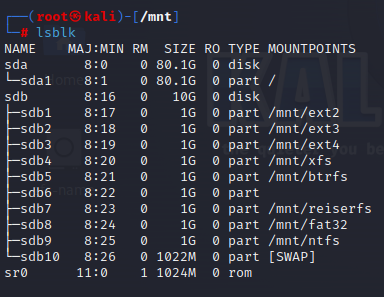 ┌──(root㉿kali)-[/mnt]
└─# lsblk
NAME    MAJ:MIN RM  SIZE RO TYPE MOUNTPOINTS
sda       8:0    0 80.1G  0 disk
└─sda1    8:1    0 80.1G  0 part /
sdb       8:16   0   10G  0 disk
├─sdb1    8:17   0    1G  0 part /mnt/ext2
├─sdb2    8:18   0    1G  0 part /mnt/ext3
├─sdb3    8:19   0    1G  0 part /mnt/ext4
├─sdb4    8:20   0    1G  0 part /mnt/xfs
├─sdb5    8:21   0    1G  0 part /mnt/btrfs
├─sdb6    8:22   0    1G  0 part
├─sdb7    8:23   0    1G  0 part /mnt/reiserfs
├─sdb8    8:24   0    1G  0 part /mnt/fat32
├─sdb9    8:25   0    1G  0 part /mnt/ntfs
└─sdb10   8:26   0 1022M  0 part [SWAP]
sr0      11:0    1 1024M  0 rom